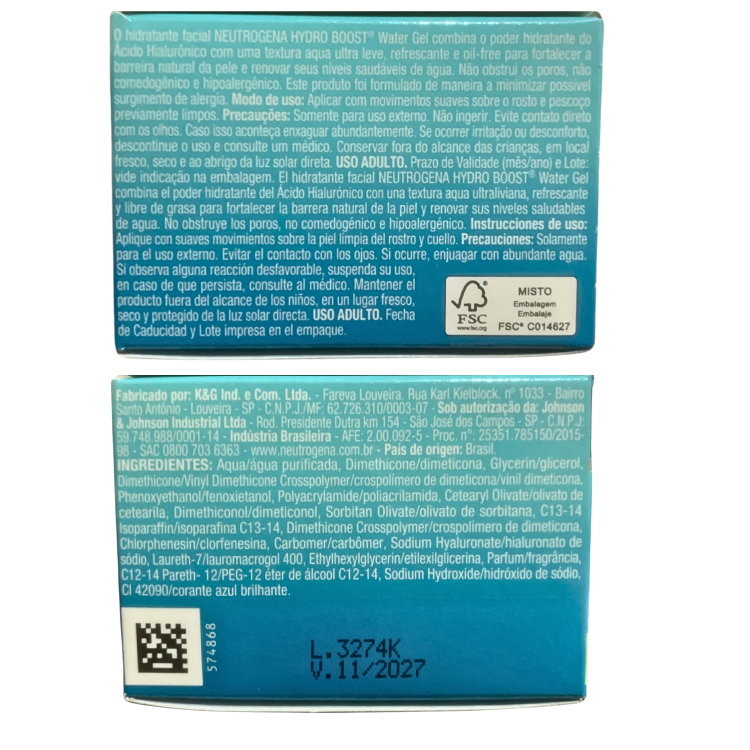 O hidratante facial NEUTROGENA HYDRO BOOST® Water Gel combina o poder hidratante do
Ácido Hialurônico com uma textura aqua ultra leve, refrescante e oil-free para fortalecer a
barreira natural da pele e renovar seus níveis saudáveis de água. Não obstrui os poros, não
comedogênico e hipoalergênico. Este produto foi formulado de maneira a minimizar possível
surgimento de alergia. Modo de uso: Aplicar com movimentos suaves sobre o rosto e pescoço
previamente limpos. Precauções: Somente para uso externo. Não ingerir. Evite contato direto
com os olhos. Caso isso aconteça enxaguar abundantemente. Se ocorrer irritação ou desconforto,
descontinue o uso e consulte um médico. Conservar fora do alcance das crianças, em local
fresco, seco e ao abrigo da luz solar direta. USO ADULTO. Prazo de Validade (mês/ano) e Lote:
vide indicação na embalagem. El hidratante facial NEUTROGENA HYDRO BOOST® Water Gel
combina el poder hidratante del Ácido Hialurónico con una textura aqua ultraliviana, refrescante
y libre de grasa para fortalecer la barrera natural de la piel y renovar sus niveles saludables
de agua. No obstruye los poros, no comedogénico e hipoalergénico. Instrucciones de uso:
Aplique con suaves movimientos sobre la piel limpia del rostro y cuello. Precauciones: Solamente
para el uso externo. Evitar el contacto con los ojos. Si ocurre, enjuagar con abundante agua.
Si observa alguna reacción desfavorable, suspenda su uso,
en caso de que persista, consulte al médico. Mantener el
producto fuera del alcance de los niños, en un lugar fresco,
seco y protegido de la luz solar directa. USO ADULTO. Fecha
de Caducidad y Lote impresa en el empaque.
FSC
www.fsc.org
MISTO
Embalagem
Embalaje
FSC® C014627
Fabricado por: K&G Ind. e Com. Ltda. - Fareva Louveira. Rua Karl Kielblock, nº 1033 - Bairro
Santo Antônio - Louveira - SP - C.N.P.J./MF: 62.726.310/0003-07 - Sob autorização da: Johnson
& Johnson Industrial Ltda - Rod. Presidente Dutra km 154 - São José dos Campos - SP - C.N.P.J:
59.748.988/0001-14 - Indústria Brasileira - AFE: 2.00.092-5 - Proc. n°: 25351.785150/2015-
98 - SAC 0800 703 6363 - www.neutrogena.com.br - País de origen: Brasil.
INGREDIENTES: Aqua/água purificada, Dimethicone/dimeticona, Glycerin/glicerol,
Dimethicone/Vinyl Dimethicone Crosspolymer/crospolímero de dimeticona/vinil dimeticona,
Phenoxyethanol/fenoxietanol, Polyacrylamide/poliacrilamida, Cetearyl Olivate/olivato de
cetearila, Dimethiconol/dimeticonol, Sorbitan Olivate/olivato de sorbitana, C13-14
Isoparaffin/isoparafina C13-14, Dimethicone Crosspolymer/crospolímero de dimeticona,
Chlorphenesin/clorfenesina, Carbomer/carbômer, Sodium Hyaluronate/hialuronato de
sódio, Laureth-7/lauromacrogol 400, Ethylhexylglycerin/etilexilglicerina, Parfum/fragrância,
C12-14 Pareth- 12/PEG-12 éter de álcool C12-14, Sodium Hydroxide/hidróxido de sódio,
CI 42090/corante azul brilhante.
574868
L.3274K
V.11/2027